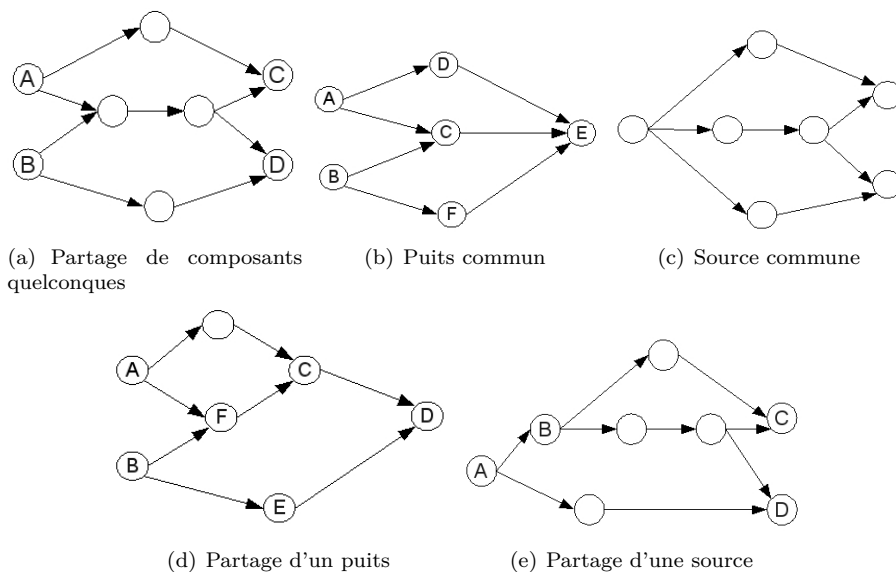 A
B
C
D
(a) Partage de composants
quelconques
A
B
D
C
F
E
(b) Puits commun
(c) Source commune
A
B
F
C
E
D
(d) Partage d'un puits
A
B
C
D
(e) Partage d'une source